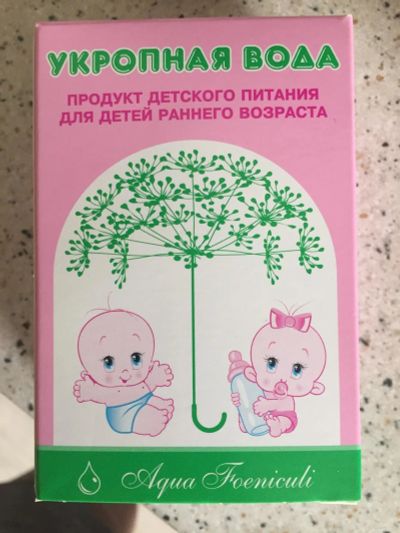 УКРОПНАЯ ВОДА
ПРОДУКТ ДЕТСКОГО ПИТАНИЯ
ДЛЯ ДЕТЕЙ РАННЕГО ВОЗРАСТА
Aqua Foeniculi